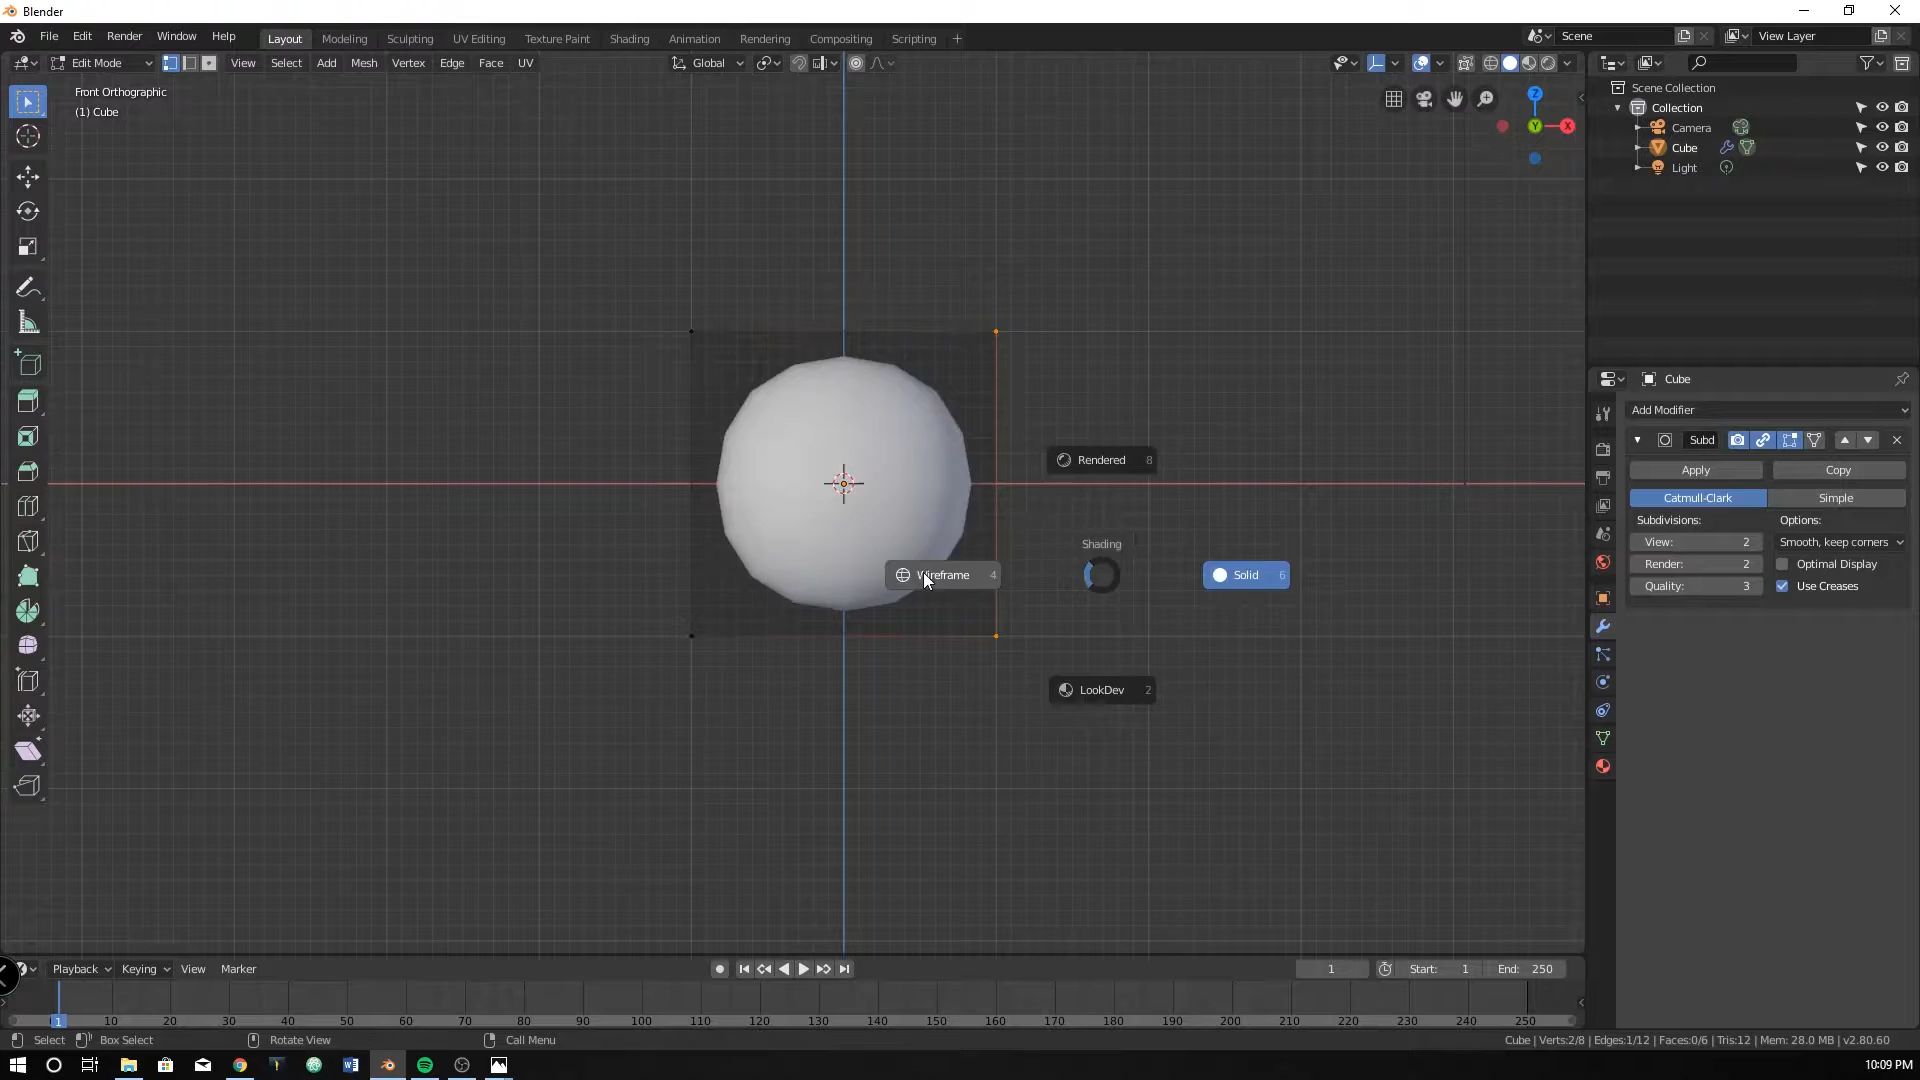 Blender
File Edit Render Window Help
Layout Modeling Sculpting UV Editing Texture Paint Shading Animation Rendering Compositing Scripting +
Scene
View Layer
Edit Mode
View Select Add Mesh Vertex Edge Face UV
Global
Front Orthographic
(1) Cube
Z
Y
X
Scene Collection
Collection
Camera
Cube
Light
Cube
Add Modifier
Subd
Apply Copy
Catmull-Clark Simple
Subdivisions: Options:
View: 2 Smooth, keep corners
Render: 2 Optimal Display
Quality: 3 Use Creases
Rendered 8
Shading
Wireframe 4
Solid 6
LookDev 2
Playback Keying View Marker
1 Start: 1 End: 250
1 10 20 30 40 50 60 70 80 90 100 110 120 130 140 150 160 170 180 190 200 210 220 230 240 250
Select Box Select Rotate View Call Menu
Cube | Verts:2/8 | Edges:1/12 | Faces:0/6 | Tris:12 | Mem: 28.0 MB | v2.80.60
10:09 PM